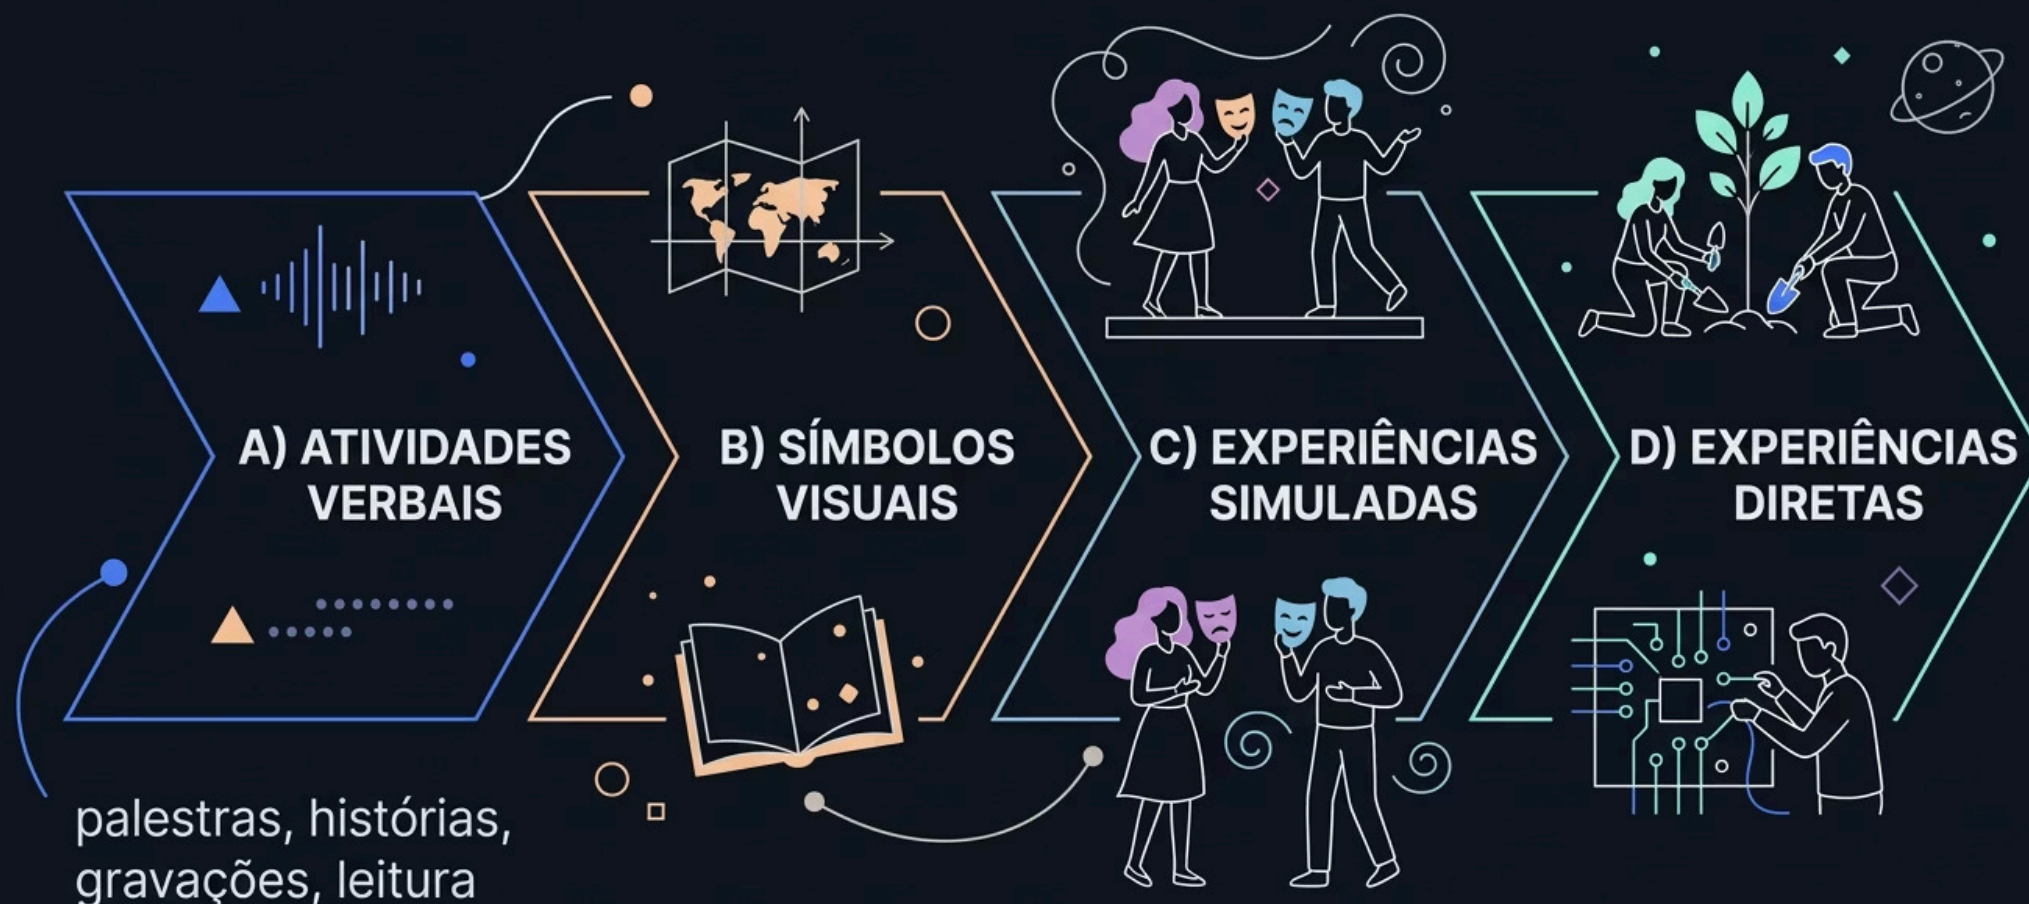 A) ATIVIDADES
VERBAIS
B) SÍMBOLOS
VISUAIS
C) EXPERIÊNCIAS
SIMULADAS
D) EXPERIÊNCIAS
DIRETAS
palestras, histórias,
gravações, leitura